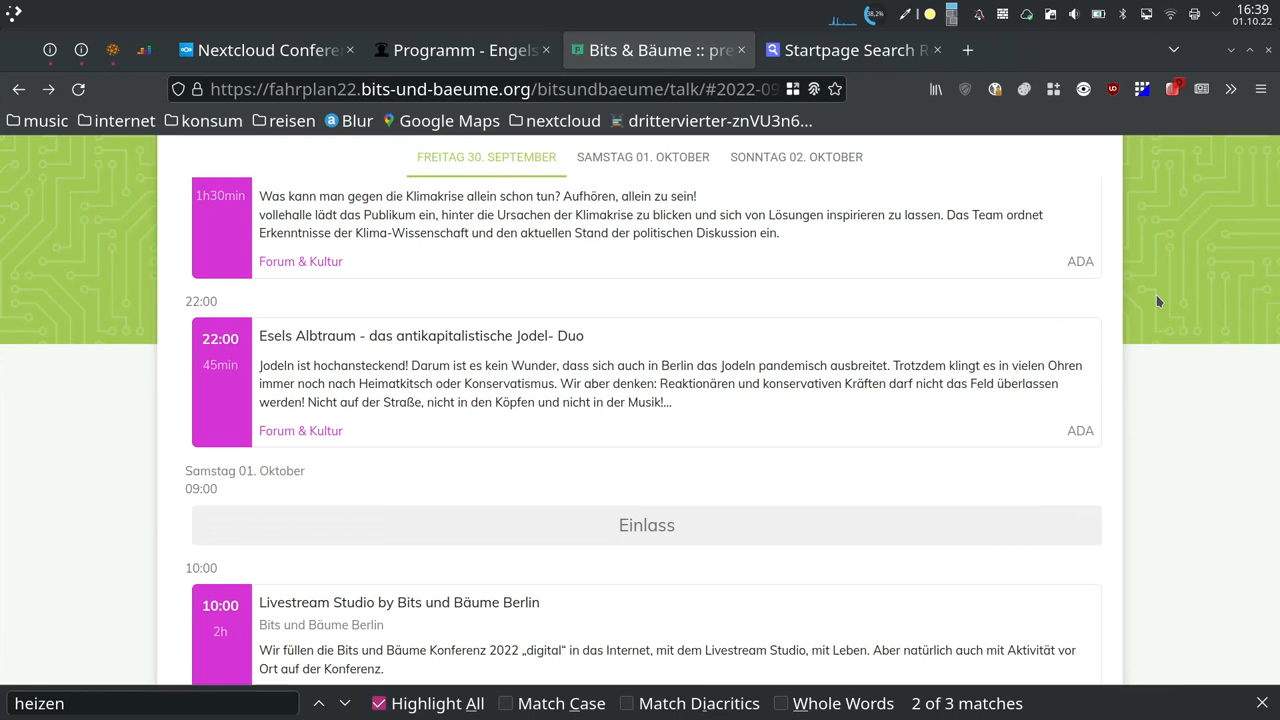 38,2%
16:39
01.10.22
Nextcloud Confere
Programm - Engels
Bits & Bäume :: pre
Startpage Search R
https://fahrplan22.bits-und-baeume.org/bitsundbaeume/talk/#2022-09
music
internet
konsum
reisen
Blur
Google Maps
nextcloud
drittervierter-znVU3n6...
FREITAG 30. SEPTEMBER
SAMSTAG 01. OKTOBER
SONNTAG 02. OKTOBER
1h30min
Was kann man gegen die Klimakrise allein schon tun? Aufhören, allein zu sein!
vollehalle lädt das Publikum ein, hinter die Ursachen der Klimakrise zu blicken und sich von Lösungen inspirieren zu lassen. Das Team ordnet
Erkenntnisse der Klima-Wissenschaft und den aktuellen Stand der politischen Diskussion ein.
Forum & Kultur
ADA
22:00
22:00
45min
Esels Albtraum - das antikapitalistische Jodel- Duo
Jodeln ist hochansteckend! Darum ist es kein Wunder, dass sich auch in Berlin das Jodeln pandemisch ausbreitet. Trotzdem klingt es in vielen Ohren
immer noch nach Heimatkitsch oder Konservatismus. Wir aber denken: Reaktionären und konservativen Kräften darf nicht das Feld überlassen
werden! Nicht auf der Straße, nicht in den Köpfen und nicht in der Musik!...
Forum & Kultur
ADA
Samstag 01. Oktober
09:00
Einlass
10:00
10:00
2h
Livestream Studio by Bits und Bäume Berlin
Bits und Bäume Berlin
Wir füllen die Bits und Bäume Konferenz 2022 „digital“ in das Internet, mit dem Livestream Studio, mit Leben. Aber natürlich auch mit Aktivität vor
Ort auf der Konferenz.
heizen
Highlight All
Match Case
Match Diacritics
Whole Words
2 of 3 matches